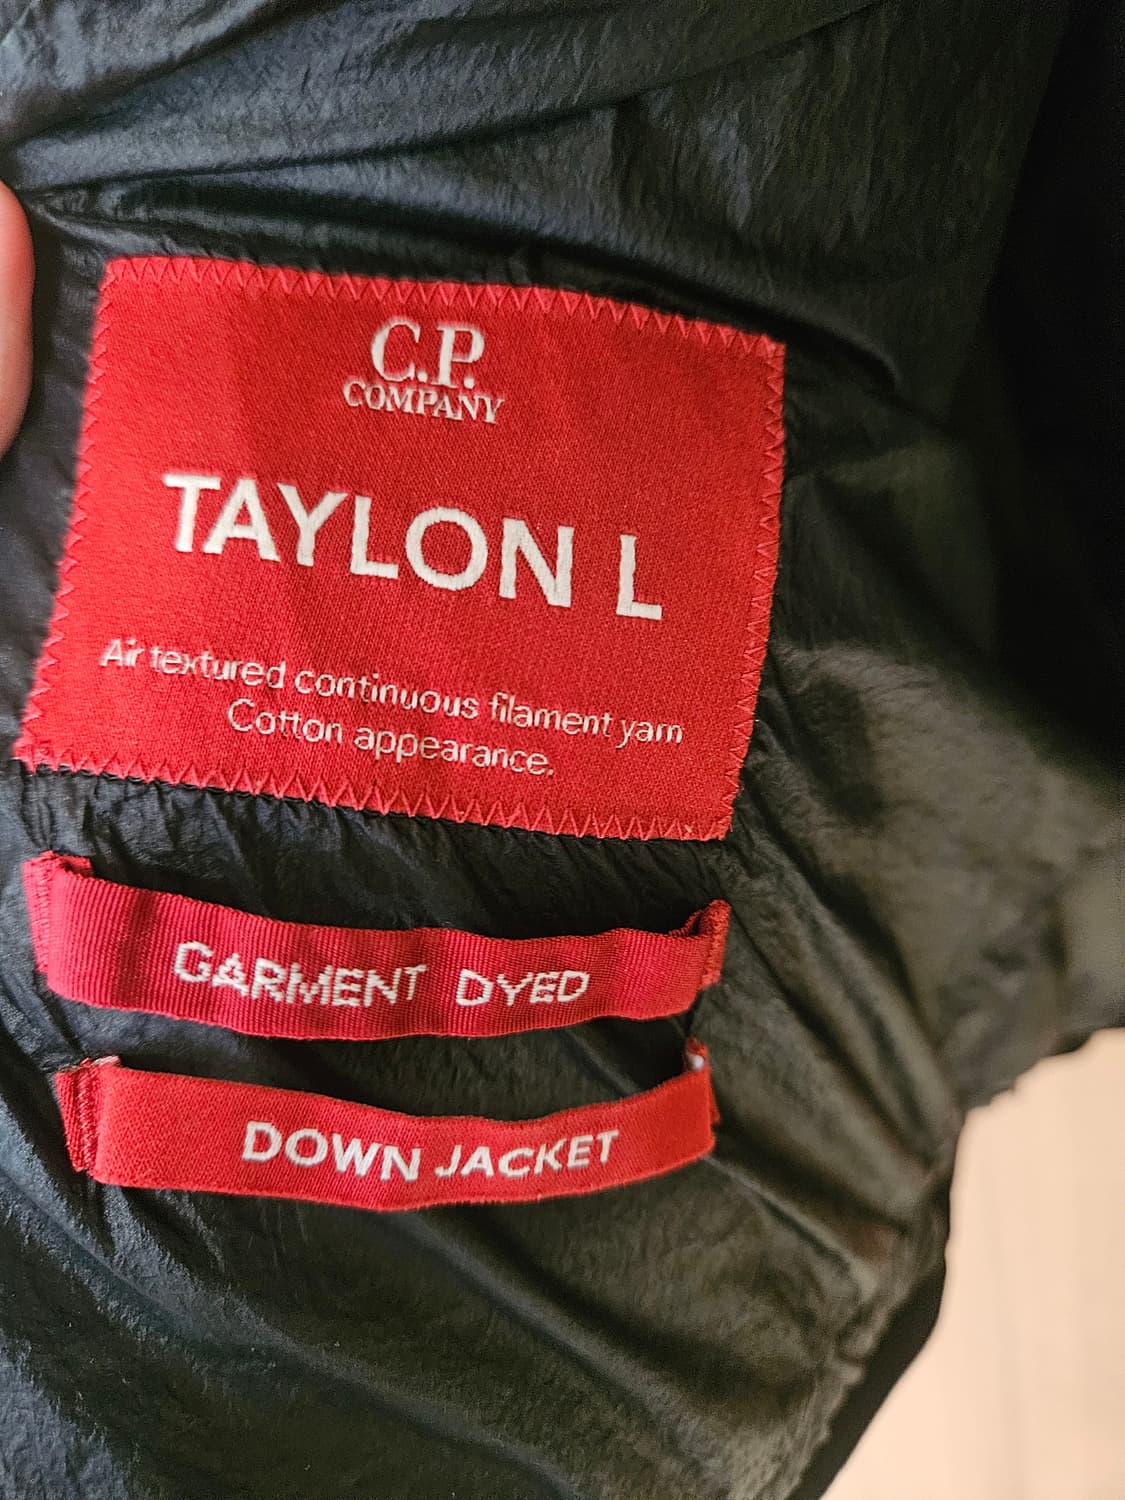 C.P.
COMPANY
TAYLON L
Air textured continuous filament yarn
Cotton appearance.
GARMENT DYED
DOWN JACKET